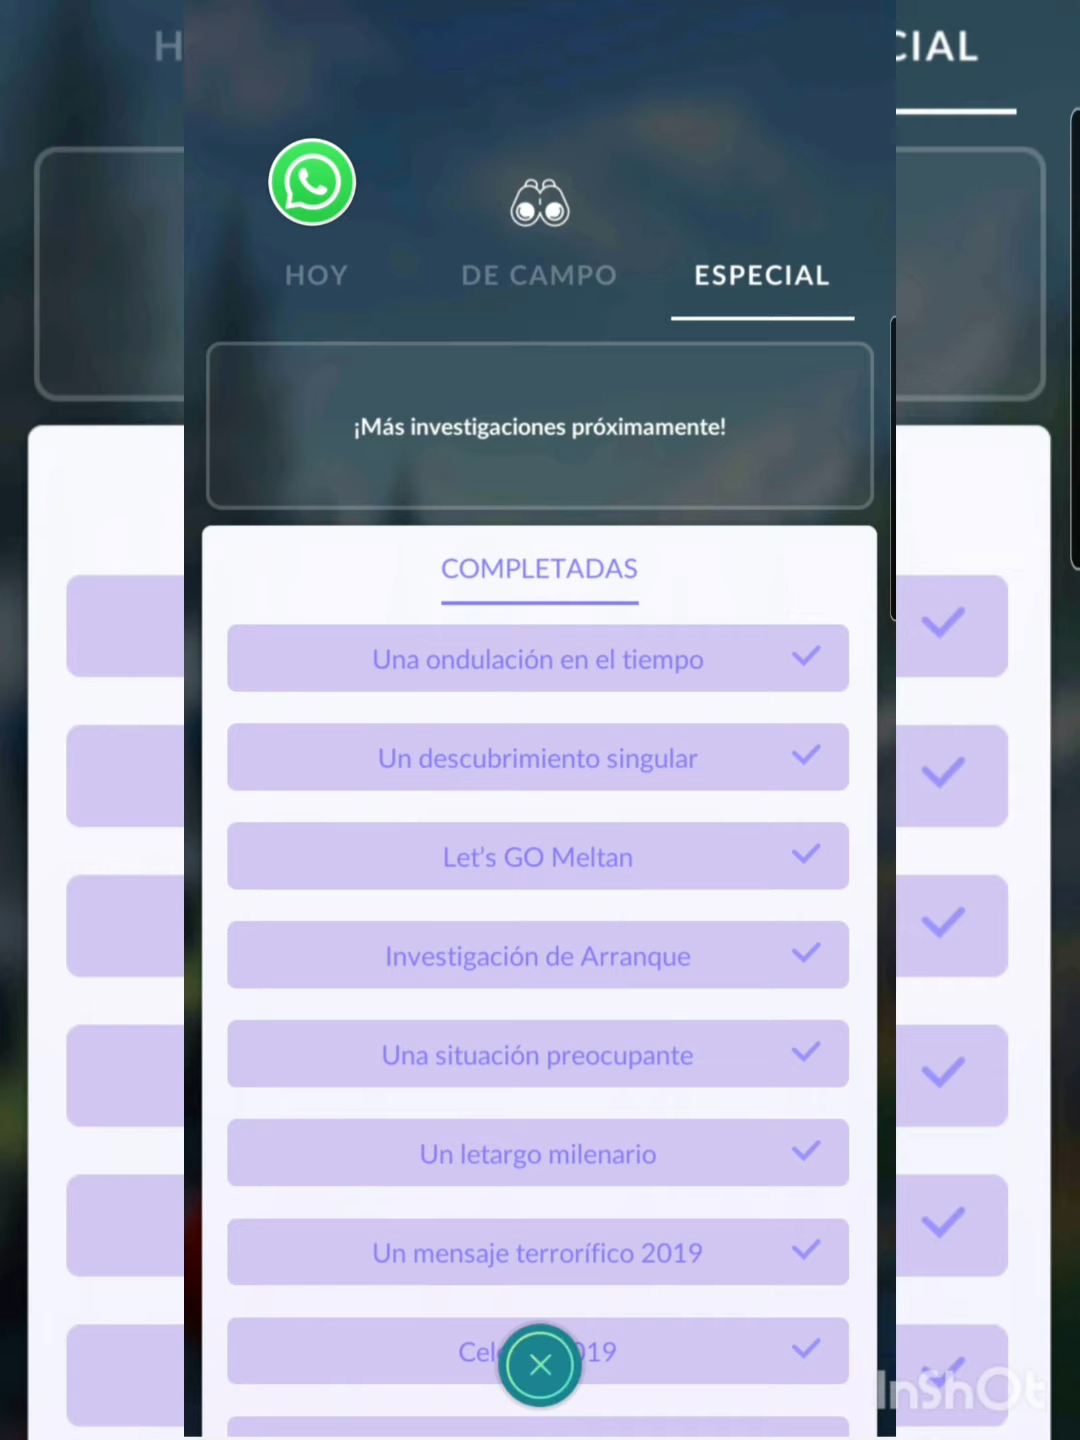 H
CIAL
HOY
DE CAMPO
ESPECIAL
¡Más investigaciones próximamente!
COMPLETADAS
Una ondulación en el tiempo
Un descubrimiento singular
Let's GO Meltan
Investigación de Arranque
Una situación preocupante
Un letargo milenario
Un mensaje terrorífico 2019
Cel 19
InShOt